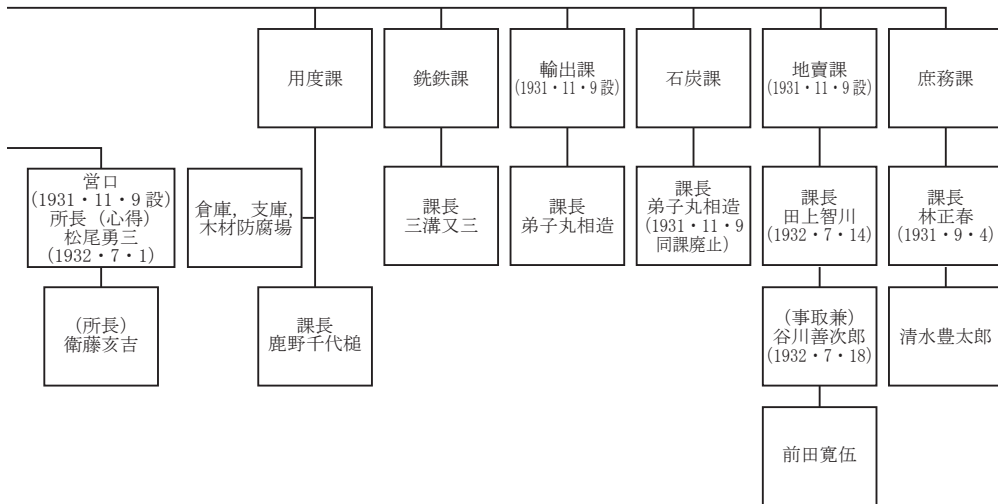 用度課
銑鉄課
輸出課
(1931・11・9 設)
石炭課
地賣課
(1931・11・9 設)
庶務課
営口
(1931・11・9 設)
所長（心得）
松尾勇三
(1932・7・1)
倉庫，支庫，
木材防腐場
課長
三溝又三
課長
弟子丸相造
課長
弟子丸相造
(1931・11・9
同課廃止)
課長
田上智川
(1932・7・14)
課長
林正春
(1931・9・4)
(所長)
衛藤亥吉
課長
鹿野千代槌
(事取兼)
谷川善次郎
(1932・7・18)
清水豊太郎
前田寛伍